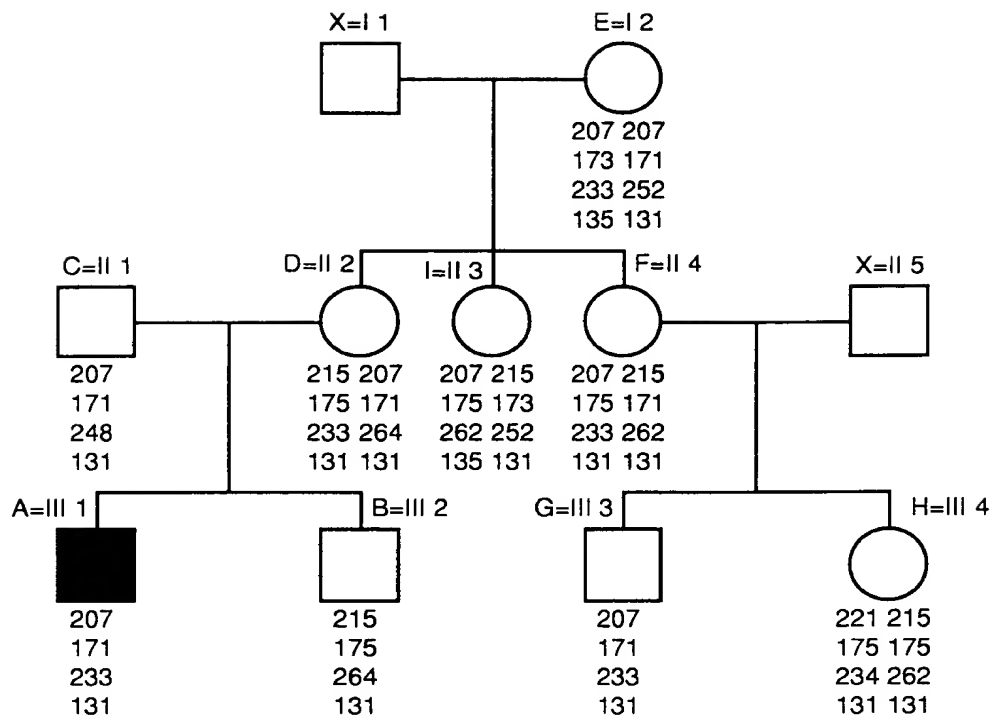 X=I 1 E=I 2
207 207
173 171
233 252
135 131
C=II 1 D=II 2 I=II 3 F=II 4 X=II 5
207 215 207 207 215 207 215
171 175 171 175 173 175 171
248 233 264 262 252 233 262
131 131 131 135 131 131 131
A=III 1 B=III 2 G=III 3 H=III 4
207 215 207 221 215
171 175 171 175 175
233 264 233 234 262
131 131 131 131 131